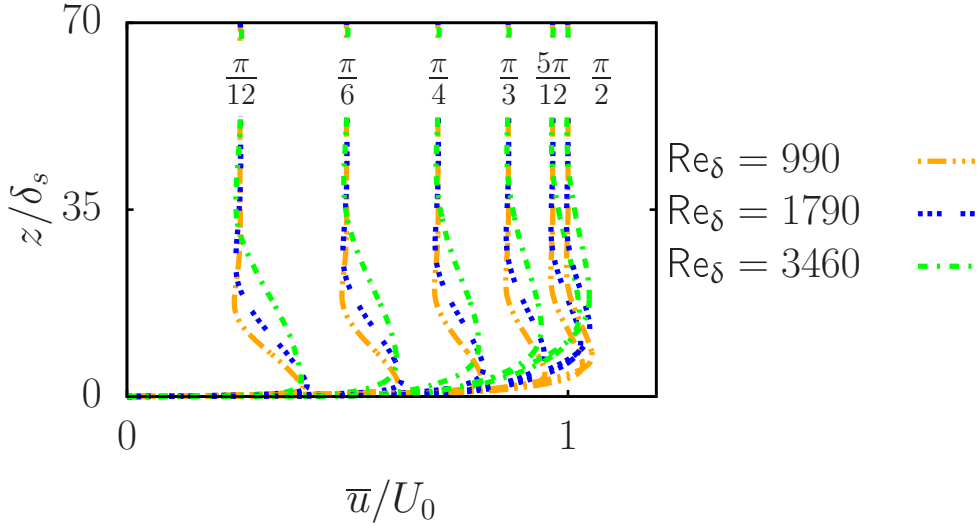 70
π/12 π/6 π/4 π/3 5π/12 π/2
Re_δ = 990
35
Re_δ = 1790
z/δ_s
Re_δ = 3460
0
0 1
u̅/U_0